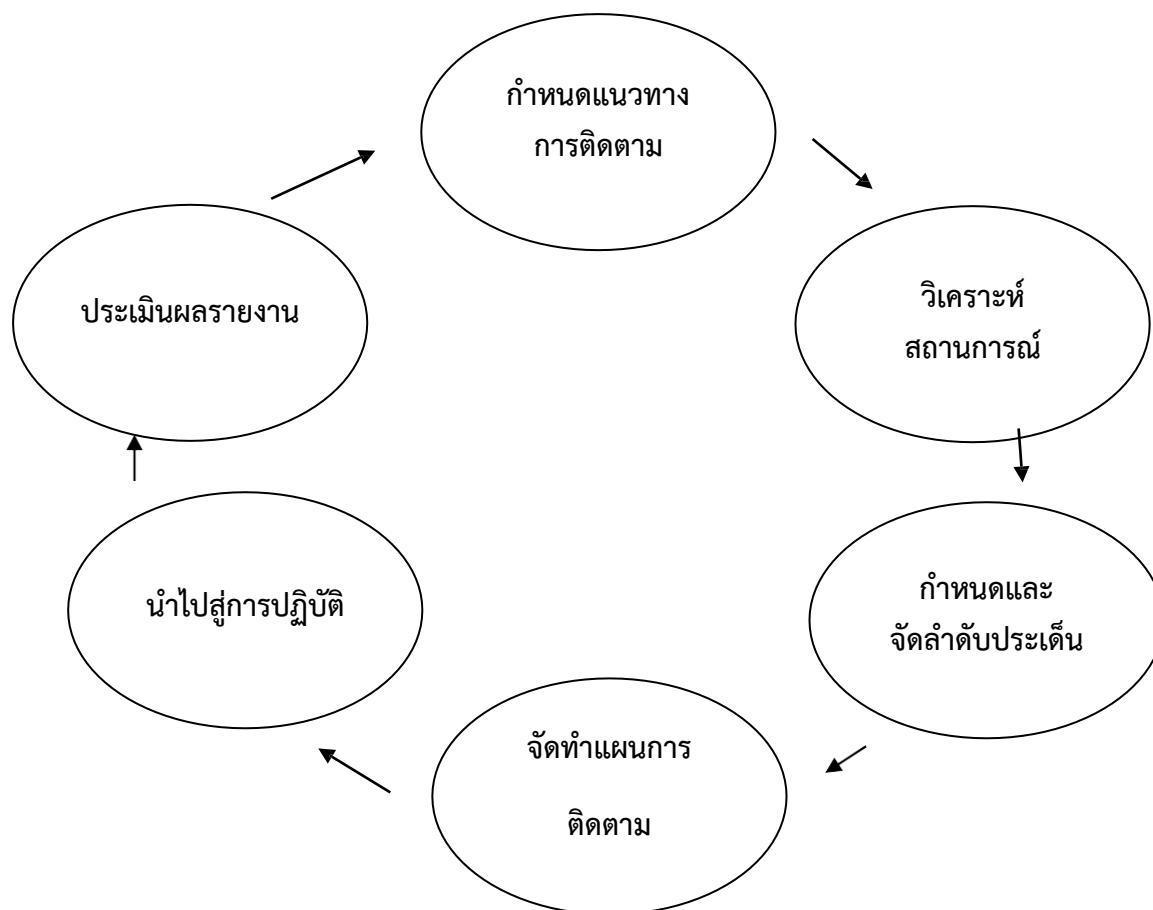 กำหนดแนวทาง
การติดตาม
วิเคราะห์
สถานการณ์
กำหนดและ
จัดลำดับประเด็น
จัดทำแผนการ
ติดตาม
นำไปสู่การปฏิบัติ
ประเมินผลรายงาน